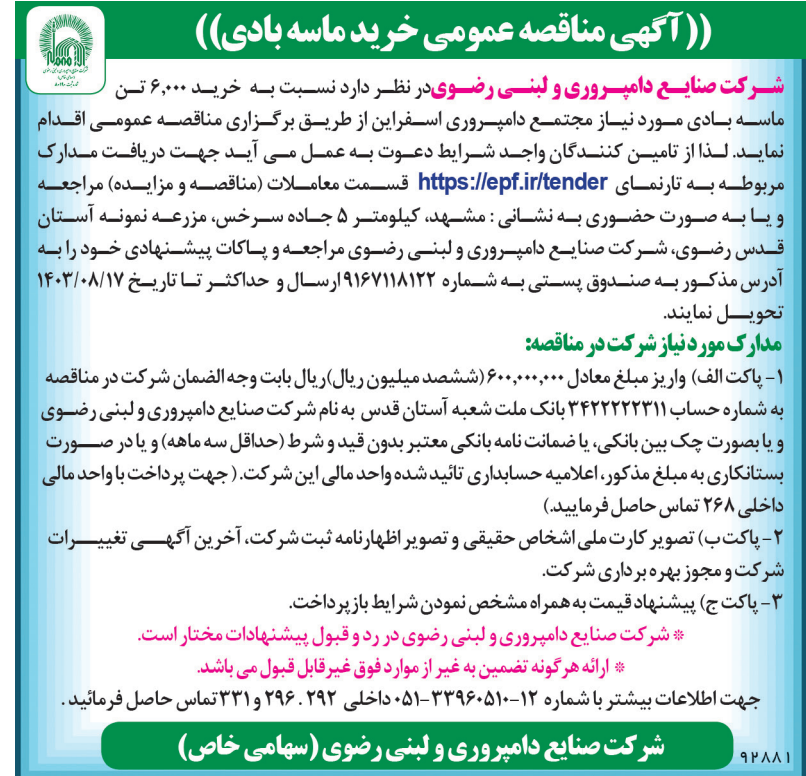 ((آگهی مناقصه عمومی خرید ماسه بادی))
شرکت صنایع دامپروری و لبنی رضوی در نظر دارد نسبت به خرید ۶,۰۰۰ تن
ماسه بادی مورد نیاز مجتمع دامپروری اسفراین از طریق برگزاری مناقصه عمومی اقدام
نماید. لذا از تامین کنندگان واجد شرایط دعوت به عمل می آید جهت دریافت مدارک
مربوطه به تارنمای https://epf.ir/tender قسمت معاملات (مناقصه و مزایده) مراجعه
و یا به صورت حضوری به نشانی : مشهد، کیلومتر ۵ جاده سرخس، مزرعه نمونه آستان
قدس رضوی، شرکت صنایع دامپروری و لبنی رضوی مراجعه و پاکات پیشنهادی خود را به
آدرس مذکور به صندوق پستی به شماره ۹۱۶۷۱۱۸۱۲۲ ارسال و حداکثر تا تاریخ ۱۴۰۳/۰۸/۱۷
تحویل نمایند.
مدارک مورد نیاز شرکت در مناقصه:
۱- پاکت الف) واریز مبلغ معادل ۶۰۰,۰۰۰,۰۰۰ (ششصد میلیون ریال) ریال بابت وجه الضمان شرکت در مناقصه
به شماره حساب ۳۴۲۲۲۲۲۳۱۱ بانک ملت شعبه آستان قدس به نام شرکت صنایع دامپروری و لبنی رضوی
و یا بصورت چک بین بانکی، یا ضمانت نامه بانکی معتبر بدون قید و شرط (حداقل سه ماهه) و یا در صورت
بستانکاری به مبلغ مذکور، اعلامیه حسابداری تائید شده واحد مالی این شرکت. ( جهت پرداخت با واحد مالی
داخلی ۲۶۸ تماس حاصل فرمایید.)
۲- پاکت ب) تصویر کارت ملی اشخاص حقیقی و تصویر اظهارنامه ثبت شرکت، آخرین آگهی تغییرات
شرکت و مجوز بهره برداری شرکت.
۳- پاکت ج) پیشنهاد قیمت به همراه مشخص نمودن شرایط بازپرداخت.
* شرکت صنایع دامپروری و لبنی رضوی در رد و قبول پیشنهادات مختار است.
* ارائه هر گونه تضمین به غیر از موارد فوق غیرقابل قبول می باشد.
جهت اطلاعات بیشتر با شماره ۱۲-۳۳۹۶۰۵۱۰-۰۵۱ داخلی ۲۹۲ . ۲۹۶ و ۳۳۱ تماس حاصل فرمائید .
شرکت صنایع دامپروری و لبنی رضوی (سهامی خاص)
۹۲۸۸۱